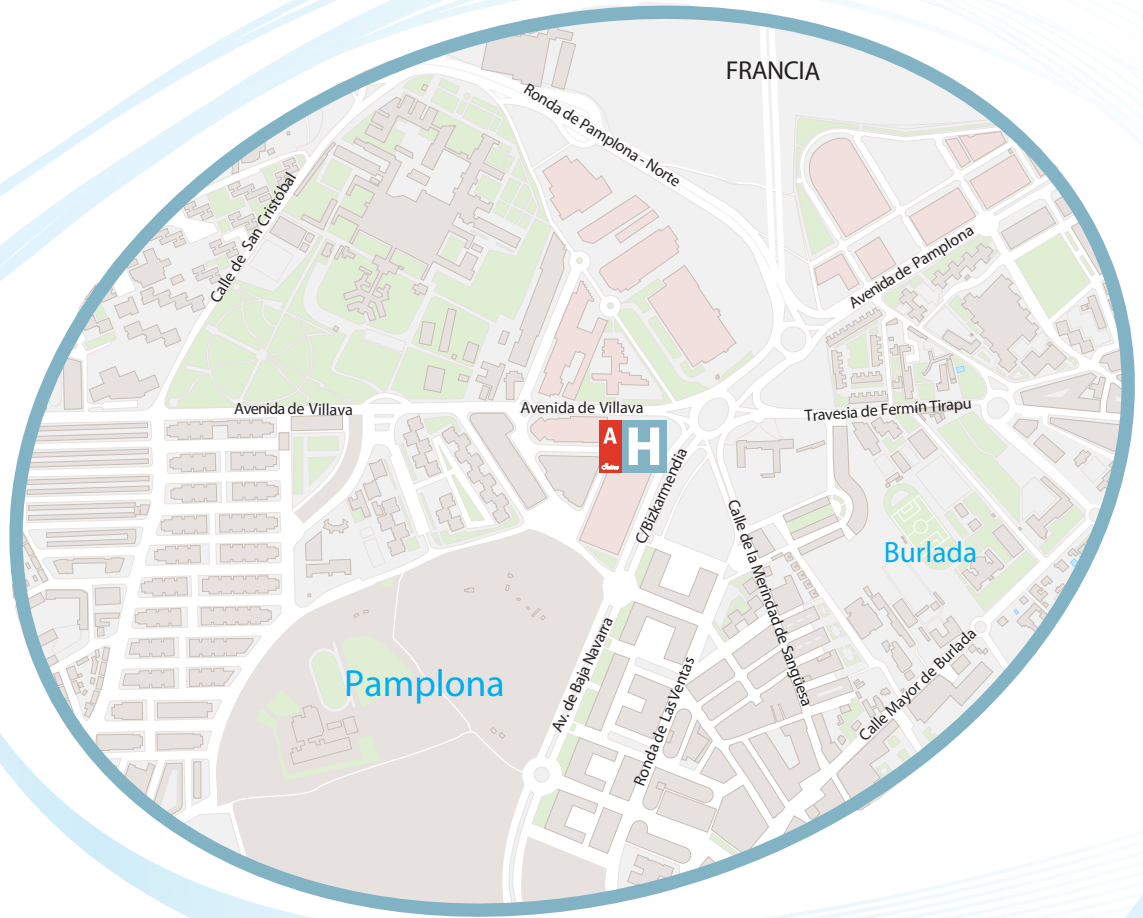 FRANCIA
Ronda de Pamplona - Norte
Calle de San Cristóbal
Avenida de Pamplona
Avenida de Villava
Avenida de Villava
Travesia de Fermín Tirapu
A
H
C/Bizkarmendia
Calle de la Merindad de Sangüesa
Burlada
Pamplona
Av. de Baja Navarra
Ronda de Las Ventas
Calle Mayor de Burlada